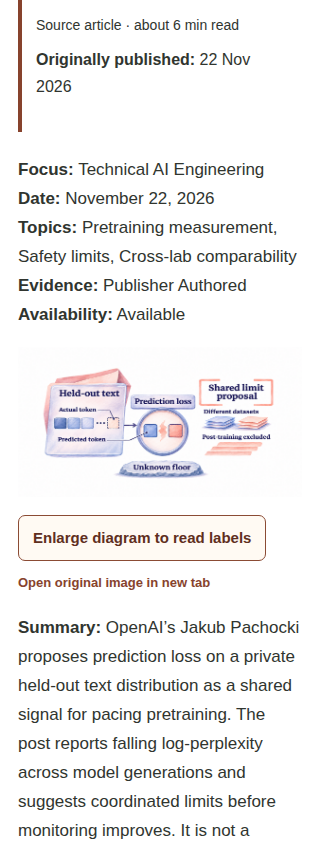 Source article · about 6 min read
Originally published: 22 Nov
2026
Focus: Technical AI Engineering
Date: November 22, 2026
Topics: Pretraining measurement,
Safety limits, Cross-lab comparability
Evidence: Publisher Authored
Availability: Available
Held-out text
Actual token
Predicted token
Prediction loss
Unknown floor
Shared limit
proposal
Different datasets
Post-training excluded
Enlarge diagram to read labels
Open original image in new tab
Summary: OpenAI’s Jakub Pachocki
proposes prediction loss on a private
held-out text distribution as a shared
signal for pacing pretraining. The
post reports falling log-perplexity
across model generations and
suggests coordinated limits before
monitoring improves. It is not a